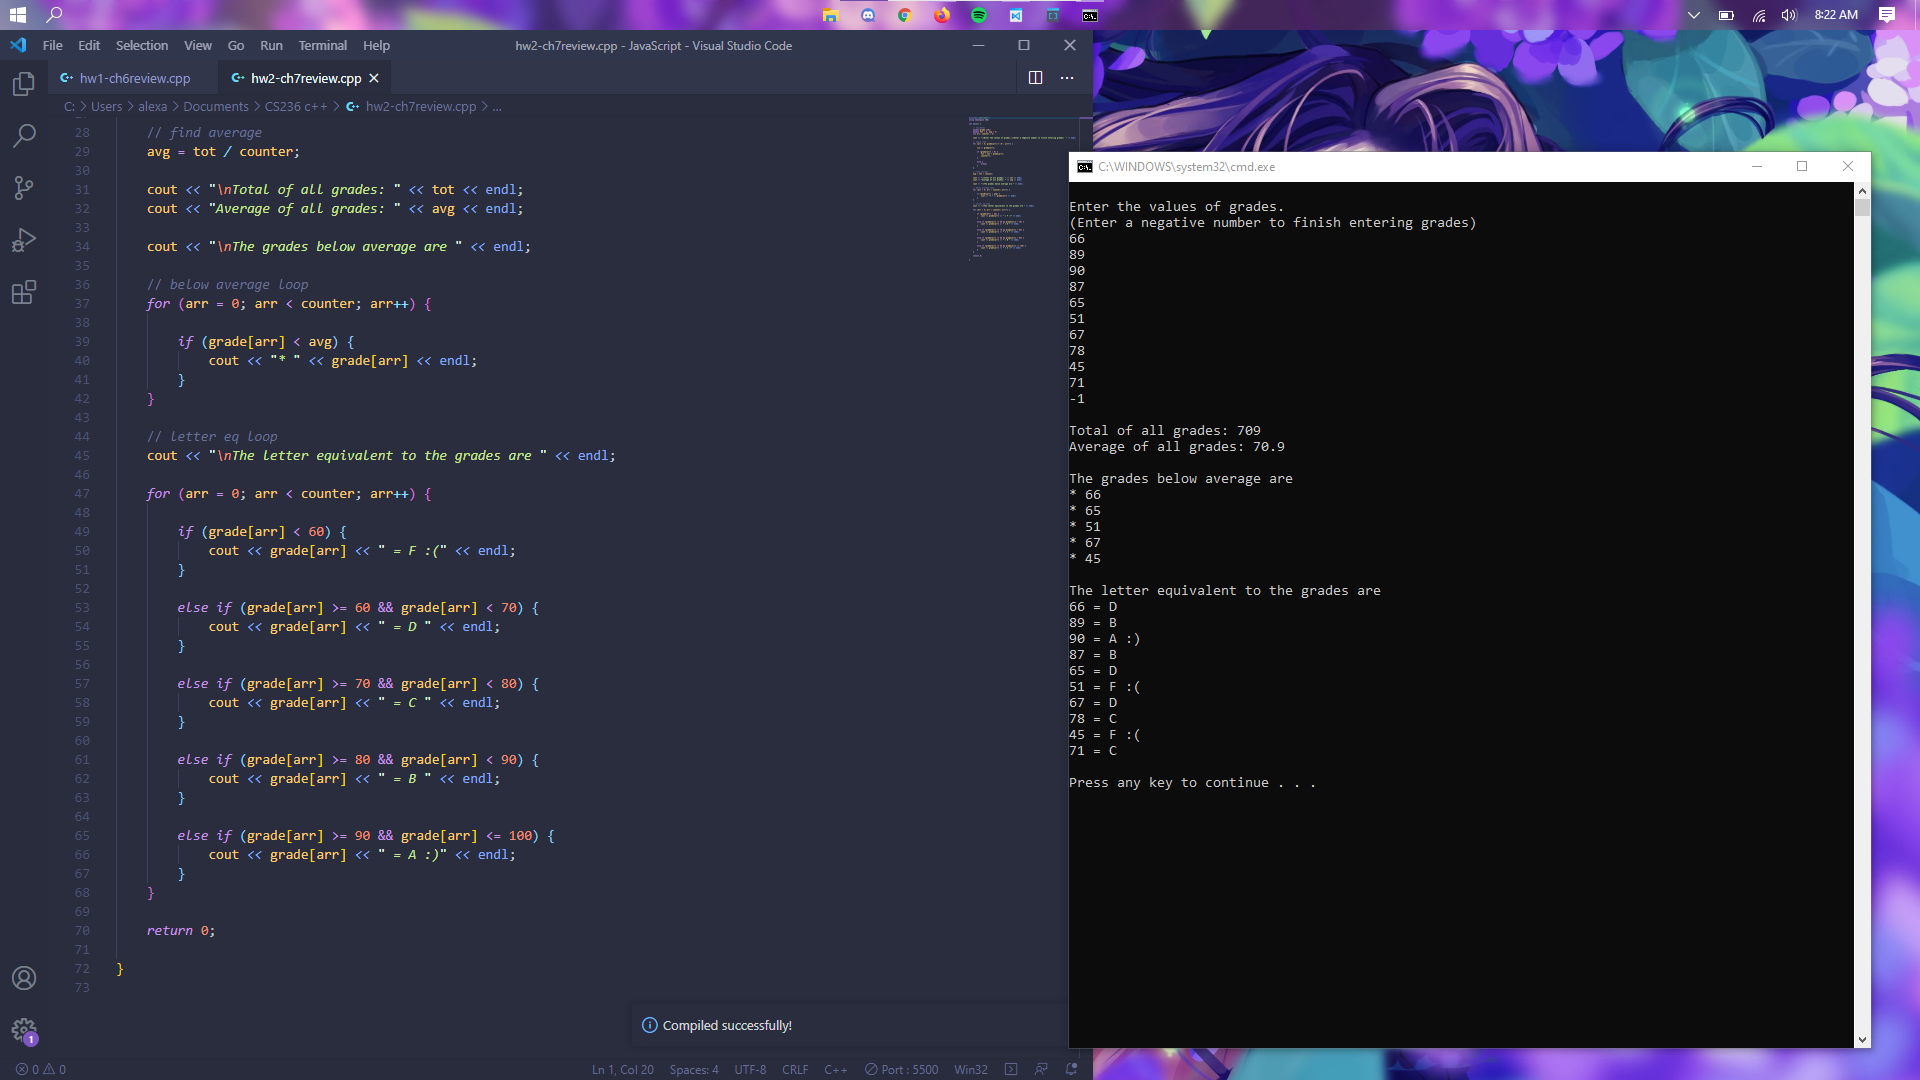 8:22 AM
File Edit Selection View Go Run Terminal Help
hw2-ch7review.cpp - JavaScript - Visual Studio Code
hw1-ch6review.cpp
hw2-ch7review.cpp
C: > Users > alexa > Documents > CS236 c++ > hw2-ch7review.cpp > ...
28 // find average
29 avg = tot / counter;
30
31 cout << "\nTotal of all grades: " << tot << endl;
32 cout << "Average of all grades: " << avg << endl;
33
34 cout << "\nThe grades below average are " << endl;
35
36 // below average loop
37 for (arr = 0; arr < counter; arr++) {
38
39 if (grade[arr] < avg) {
40 cout << "* " << grade[arr] << endl;
41 }
42 }
43
44 // letter eq loop
45 cout << "\nThe letter equivalent to the grades are " << endl;
46
47 for (arr = 0; arr < counter; arr++) {
48
49 if (grade[arr] < 60) {
50 cout << grade[arr] << " = F :(" << endl;
51 }
52
53 else if (grade[arr] >= 60 && grade[arr] < 70) {
54 cout << grade[arr] << " = D " << endl;
55 }
56
57 else if (grade[arr] >= 70 && grade[arr] < 80) {
58 cout << grade[arr] << " = C " << endl;
59 }
60
61 else if (grade[arr] >= 80 && grade[arr] < 90) {
62 cout << grade[arr] << " = B " << endl;
63 }
64
65 else if (grade[arr] >= 90 && grade[arr] <= 100) {
66 cout << grade[arr] << " = A :)" << endl;
67 }
68 }
69
70 return 0;
71
72 }
73
Compiled successfully!
1
0 0
Ln 1, Col 20 Spaces: 4 UTF-8 CRLF C++ Port : 5500 Win32
C:\WINDOWS\system32\cmd.exe
Enter the values of grades.
(Enter a negative number to finish entering grades)
66
89
90
87
65
51
67
78
45
71
-1
Total of all grades: 709
Average of all grades: 70.9
The grades below average are
* 66
* 65
* 51
* 67
* 45
The letter equivalent to the grades are
66 = D
89 = B
90 = A :)
87 = B
65 = D
51 = F :(
67 = D
78 = C
45 = F :(
71 = C
Press any key to continue . . .